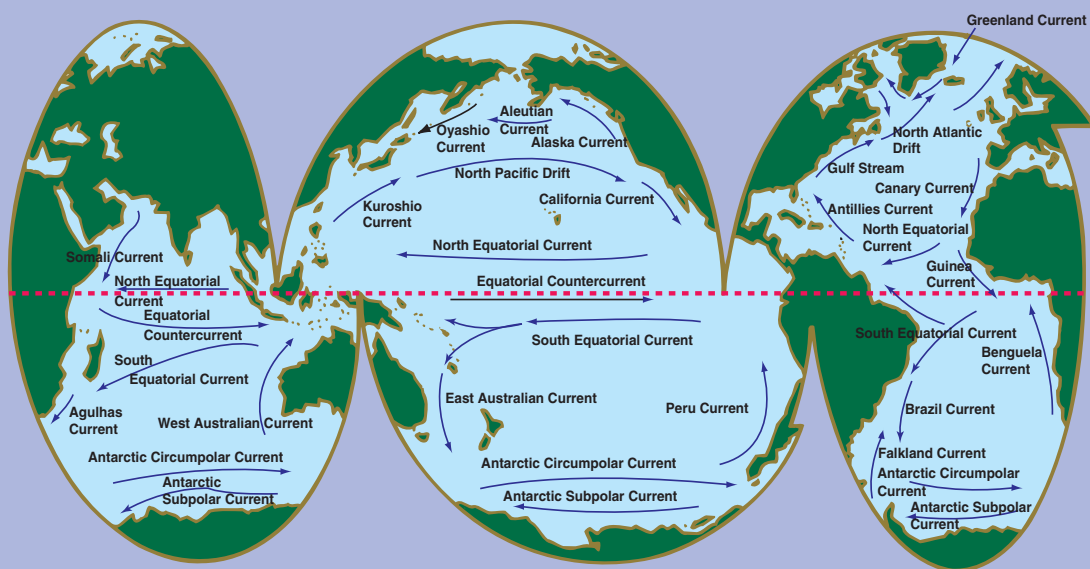 Greenland Current
Aleutian
Current
Oyashio
Current
Alaska Current
North Pacific Drift
California Current
Kuroshio
Current
North Equatorial Current
Equatorial Countercurrent
South Equatorial Current
East Australian Current
Peru Current
Antarctic Circumpolar Current
Antarctic Subpolar Current
Somali Current
North Equatorial
Current
Equatorial
Countercurrent
South
Equatorial Current
Agulhas
Current
West Australian Current
Antarctic Circumpolar Current
Antarctic
Subpolar Current
North Atlantic
Drift
Gulf Stream
Canary Current
Antillies Current
North Equatorial
Current
Guinea
Current
South Equatorial Current
Benguela
Current
Brazil Current
Falkland Current
Antarctic Circumpolar
Current
Antarctic Subpolar
Current